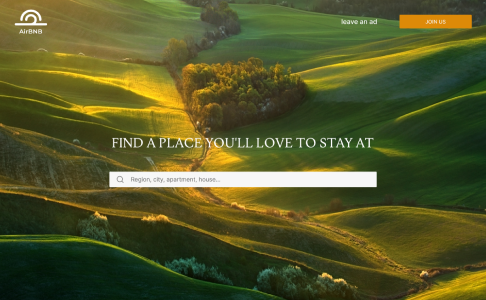 AirBNB
leave an ad
JOIN US
FIND A PLACE YOU'LL LOVE TO STAY AT
Region, city, apartment, house...